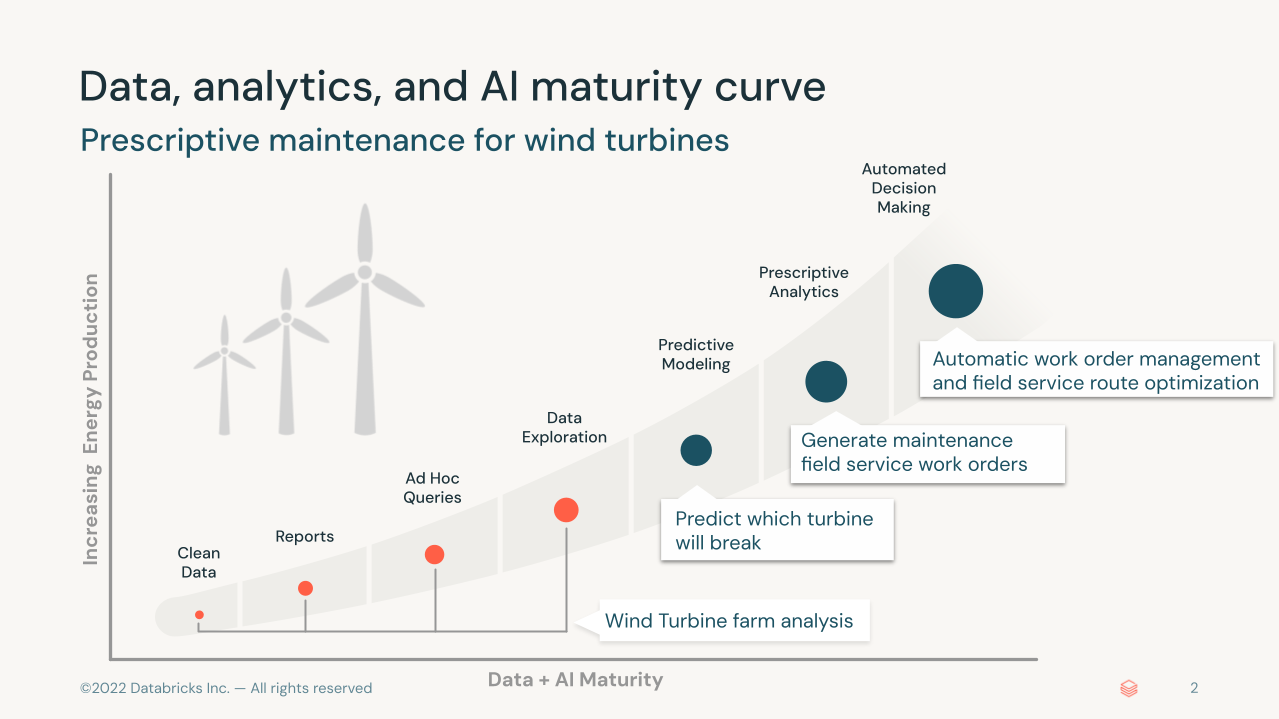 Data, analytics, and AI maturity curve
Prescriptive maintenance for wind turbines
Automated
Decision
Making
Prescriptive
Analytics
Predictive
Modeling
Data
Exploration
Ad Hoc
Queries
Reports
Clean
Data
Increasing Energy Production
Automatic work order management
and field service route optimization
Generate maintenance
field service work orders
Predict which turbine
will break
Wind Turbine farm analysis
Data + AI Maturity
©2022 Databricks Inc. — All rights reserved
2